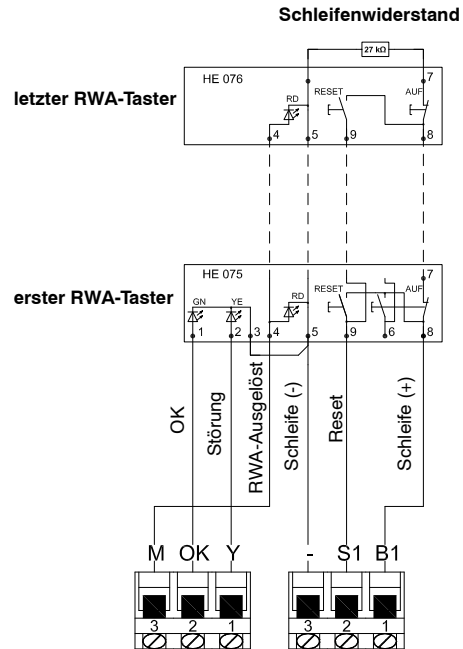 Schleifenwiderstand
27 kΩ
HE 076
7
letzter RWA-Taster
RD
RESET
AUF
4 5 9 8
HE 075
7
erster RWA-Taster
GN YE RD RESET AUF
1 2 3 4 5 9 6 8
OK
Störung
RWA-Ausgelöst
Schleife (-)
Reset
Schleife (+)
M OK Y - S1 B1
3 2 1 3 2 1